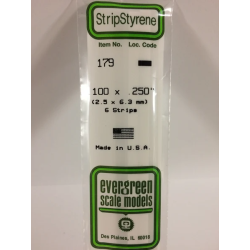 StripStyrene
Item No. Loc. Code
179
.100 x .250"
(2.5 x 6.3 mm)
6 Strips
Made in U.S.A.
evergreen
scale models
Des Plaines, IL 60018